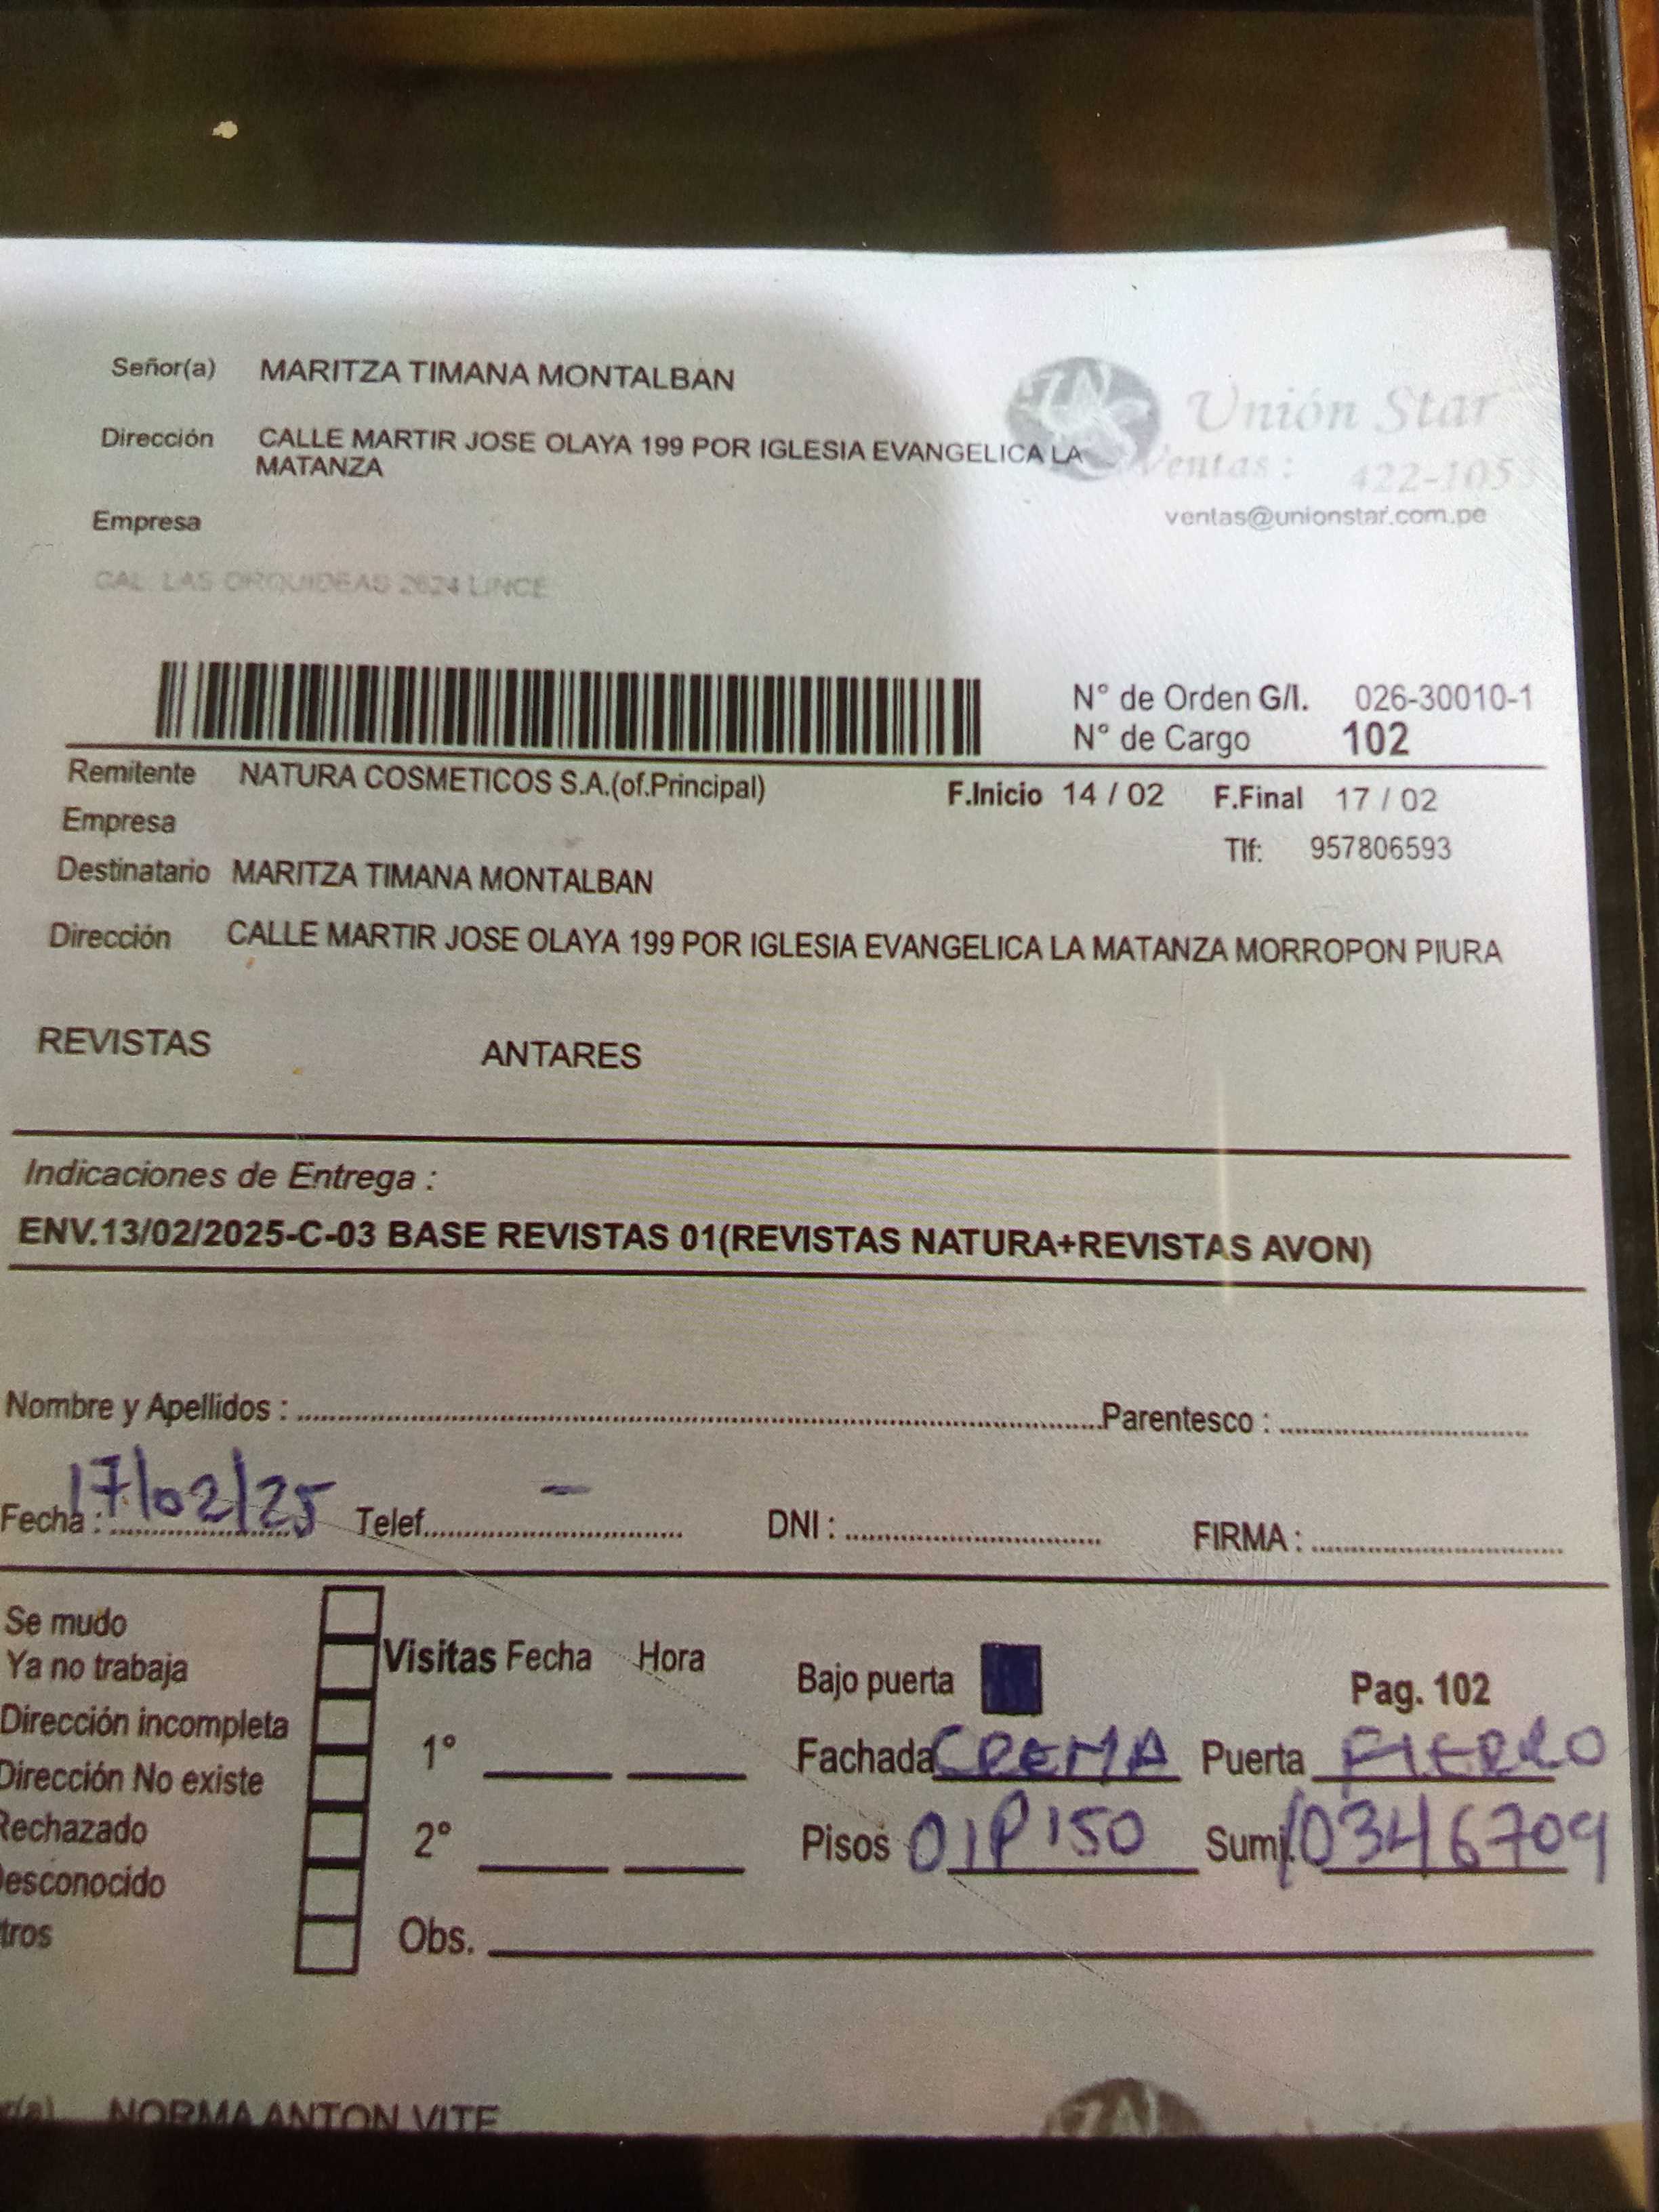 Señor(a) MARITZA TIMANA MONTALBAN
Unión Star
Dirección CALLE MARTIR JOSE OLAYA 199 POR IGLESIA EVANGELICA LA
MATANZA
Ventas : 422-105
ventas@unionstar.com.pe
Empresa
CAL. LAS ORQUIDEAS 2624 LINCE
N° de Orden G/I. 026-30010-1
N° de Cargo 102
Remitente NATURA COSMETICOS S.A.(of.Principal)
F.Inicio 14 / 02 F.Final 17 / 02
Empresa
Tlf: 957806593
Destinatario MARITZA TIMANA MONTALBAN
Dirección CALLE MARTIR JOSE OLAYA 199 POR IGLESIA EVANGELICA LA MATANZA MORROPON PIURA
REVISTAS ANTARES
Indicaciones de Entrega :
ENV.13/02/2025-C-03 BASE REVISTAS 01(REVISTAS NATURA+REVISTAS AVON)
Nombre y Apellidos : Parentesco :
Fecha : 17/02/25 Telef. - DNI : FIRMA :
Se mudo
Ya no trabaja
Dirección incompleta
Dirección No existe
Rechazado
Desconocido
tros
Visitas Fecha Hora
1°
2°
Obs.
Bajo puerta Pag. 102
Fachada CREMA Puerta FIERRO
Pisos 01P150 Sumi. 10346709
r(a) NORMA ANTON VITE